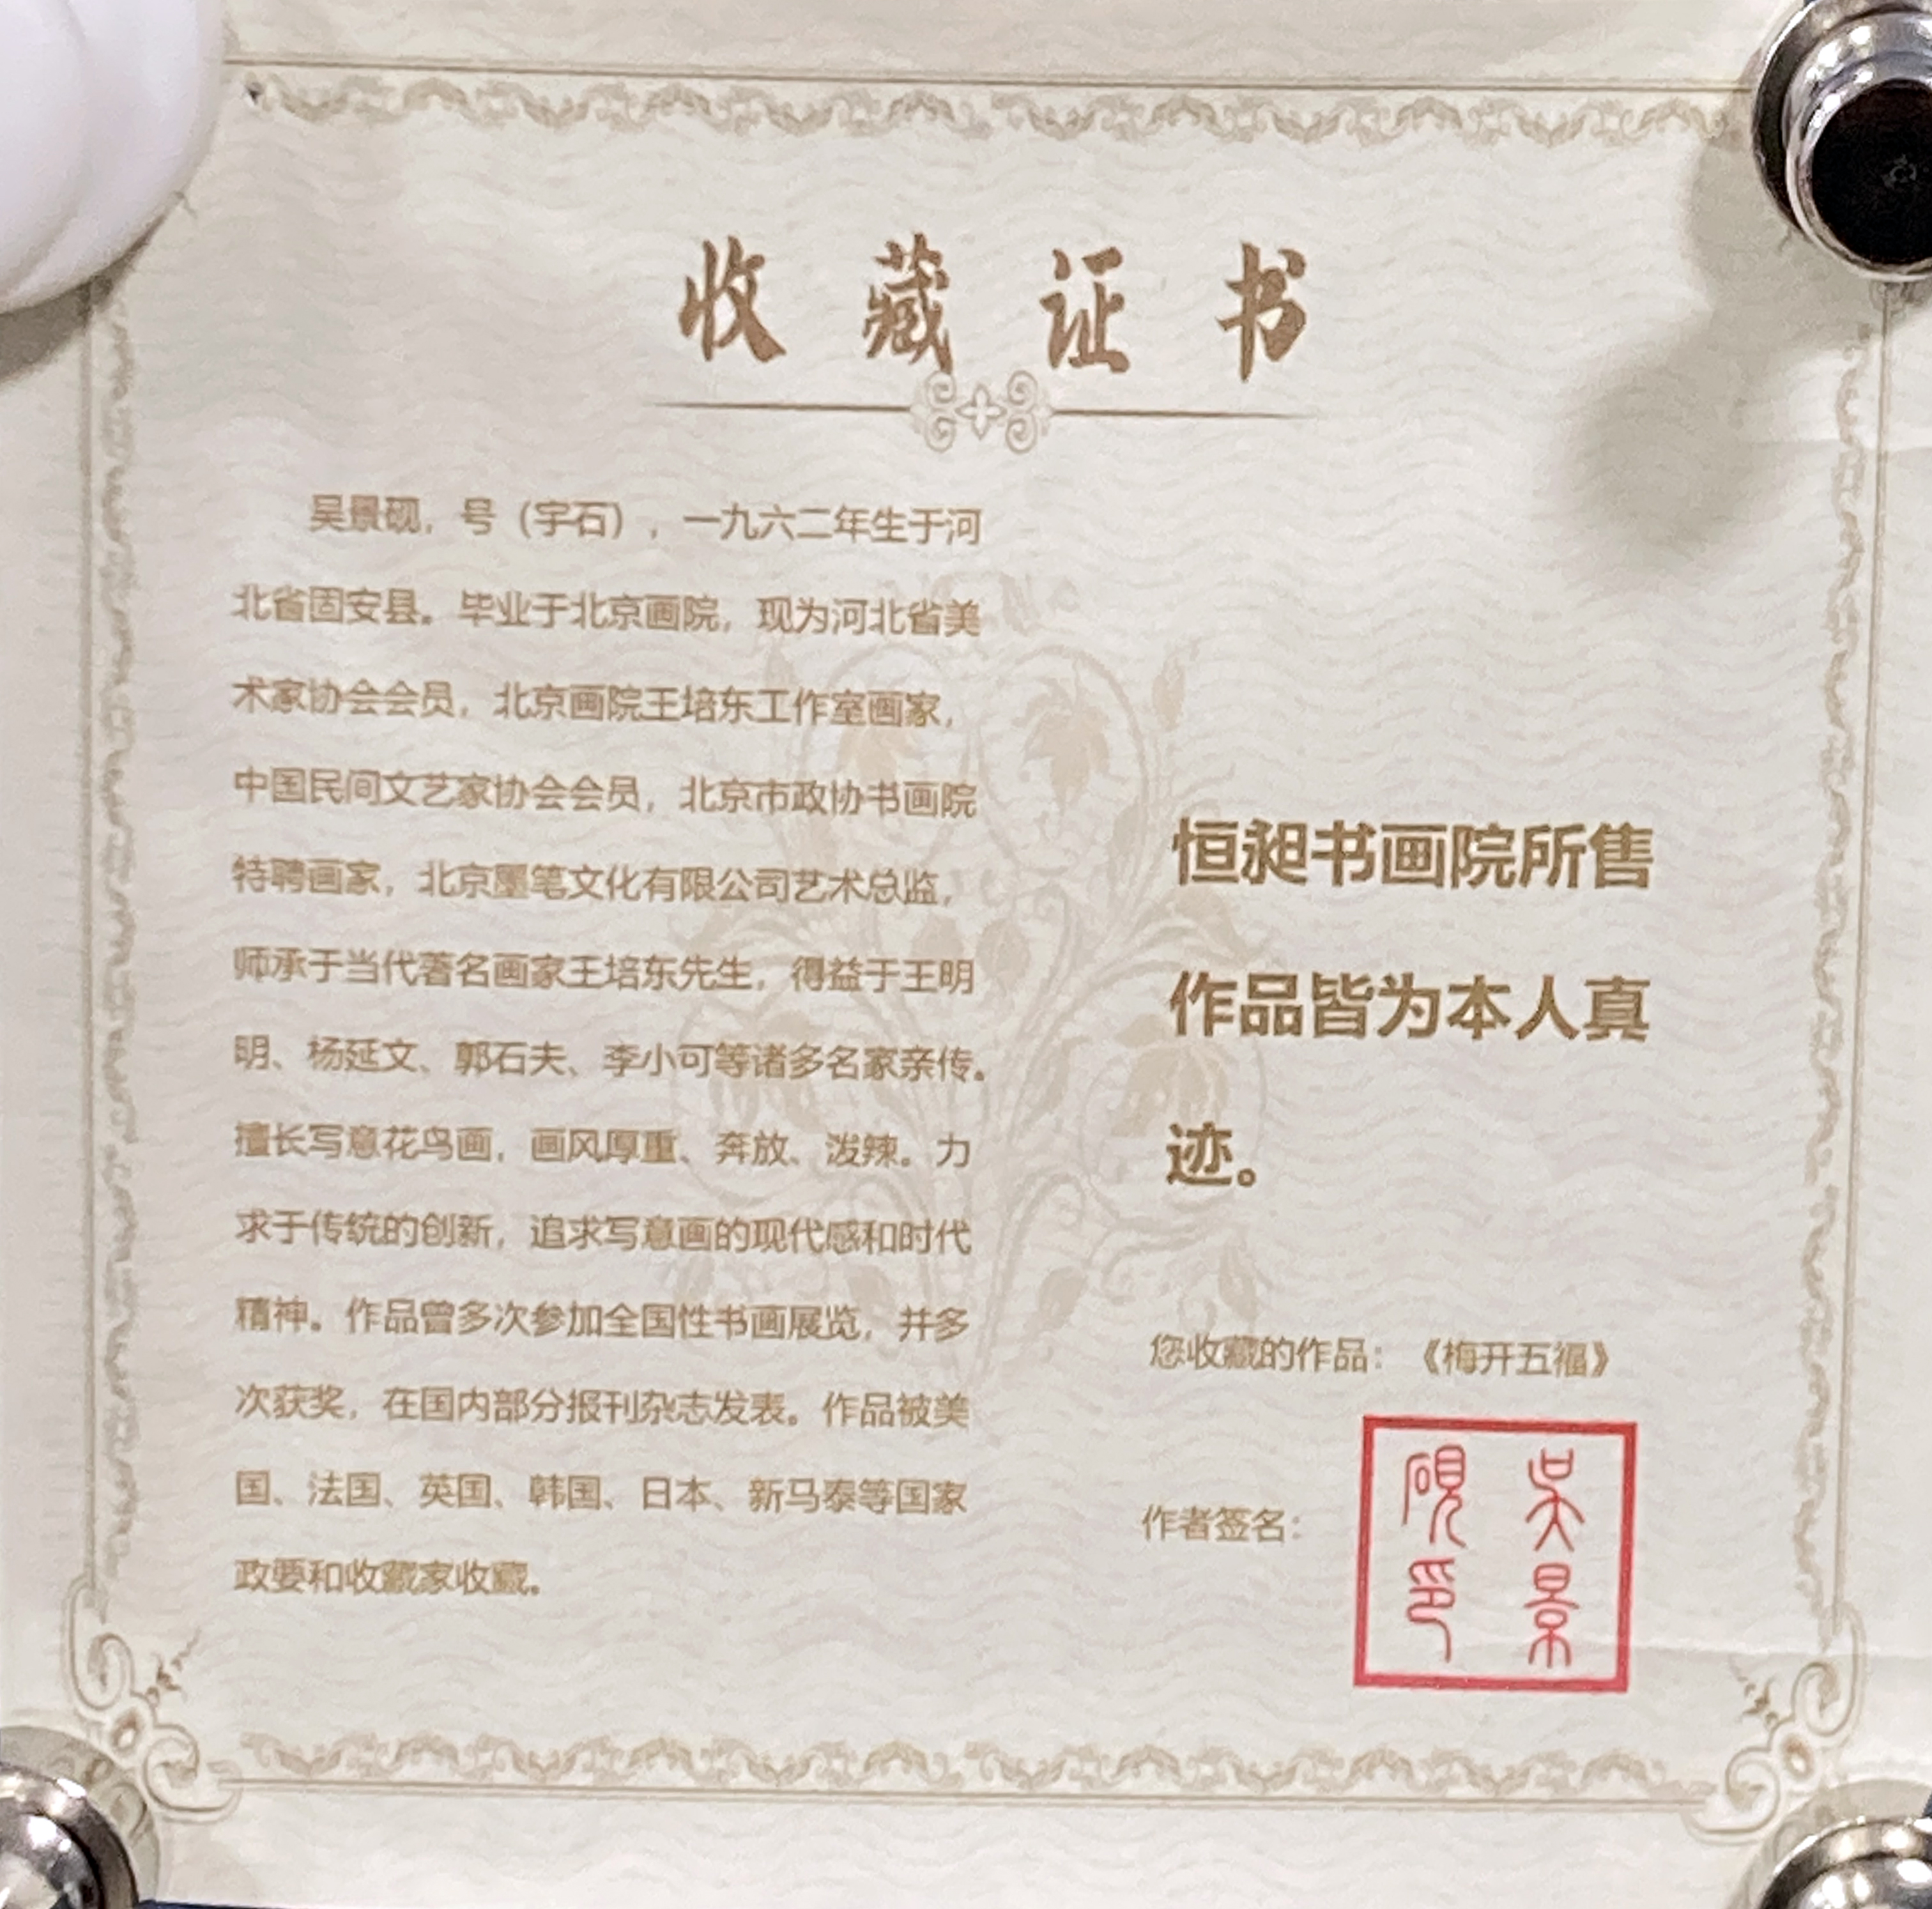 收藏证书
吴景砚，号（宇石），一九六二年生于河
北省固安县。毕业于北京画院，现为河北省美
术家协会会员，北京画院王培东工作室画家，
中国民间文艺家协会会员，北京市政协书画院
特聘画家，北京墨笔文化有限公司艺术总监，
师承于当代著名画家王培东先生，得益于王明
明、杨延文、郭石夫、李小可等诸多名家亲传。
擅长写意花鸟画，画风厚重、奔放、泼辣。力
求于传统的创新，追求写意画的现代感和时代
精神。作品曾多次参加全国性书画展览，并多
次获奖，在国内部分报刊杂志发表。作品被美
国、法国、英国、韩国、日本、新马泰等国家
政要和收藏家收藏。
恒昶书画院所售
作品皆为本人真
迹。
您收藏的作品：《梅开五福》
作者签名：
吴景
砚印